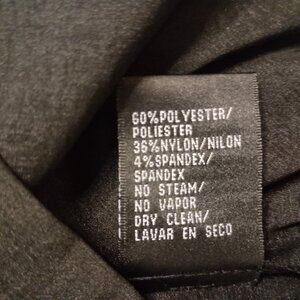 60%POLYESTER/
POLIESTER
36%NYLON/NILON
4%SPANDEX/
SPANDEX
NO STEAM/
NO VAPOR
DRY CLEAN/
LAVAR EN SECO